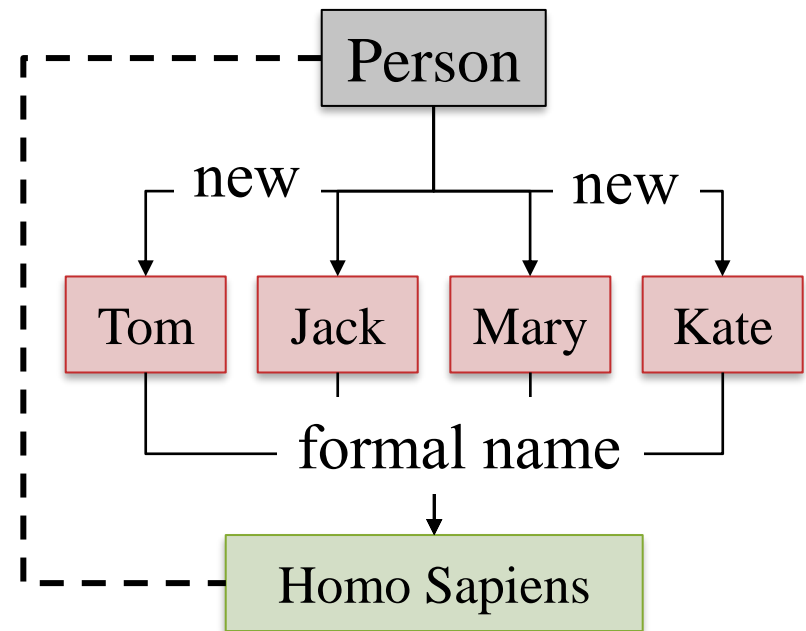 Person
new
new
Tom
Jack
Mary
Kate
formal name
Homo Sapiens